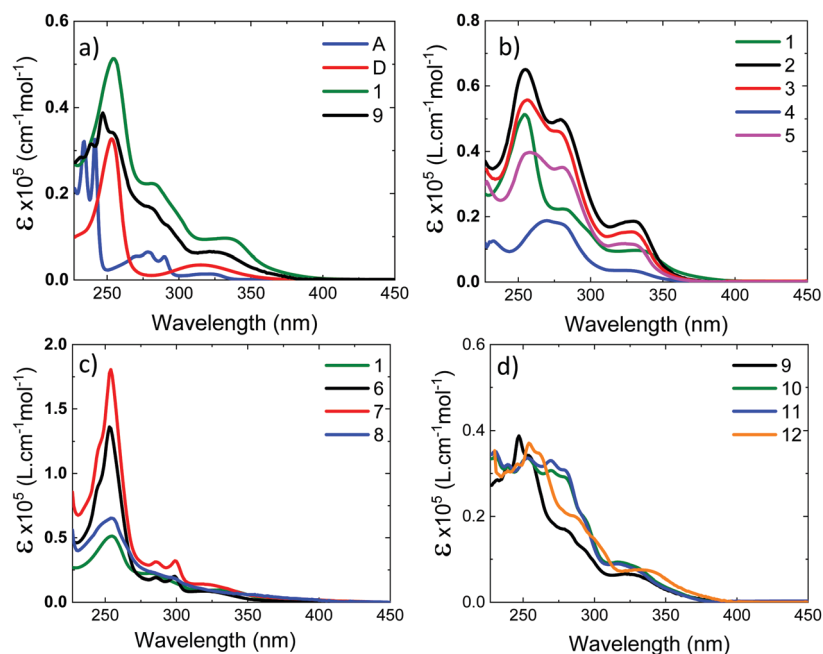 a)
A
D
1
9
ε x10⁵ (cm⁻¹mol⁻¹)
0.6
0.4
0.2
0.0
250 300 350 400 450
Wavelength (nm)
b)
1
2
3
4
5
ε x10⁵ (L.cm⁻¹mol⁻¹)
0.8
0.6
0.4
0.2
0.0
250 300 350 400 450
Wavelength (nm)
c)
1
6
7
8
ε x10⁵ (L.cm⁻¹mol⁻¹)
2.0
1.5
1.0
0.5
0.0
250 300 350 400 450
Wavelength (nm)
d)
9
10
11
12
ε x10⁵ (L.cm⁻¹mol⁻¹)
0.6
0.4
0.2
0.0
250 300 350 400 450
Wavelength (nm)